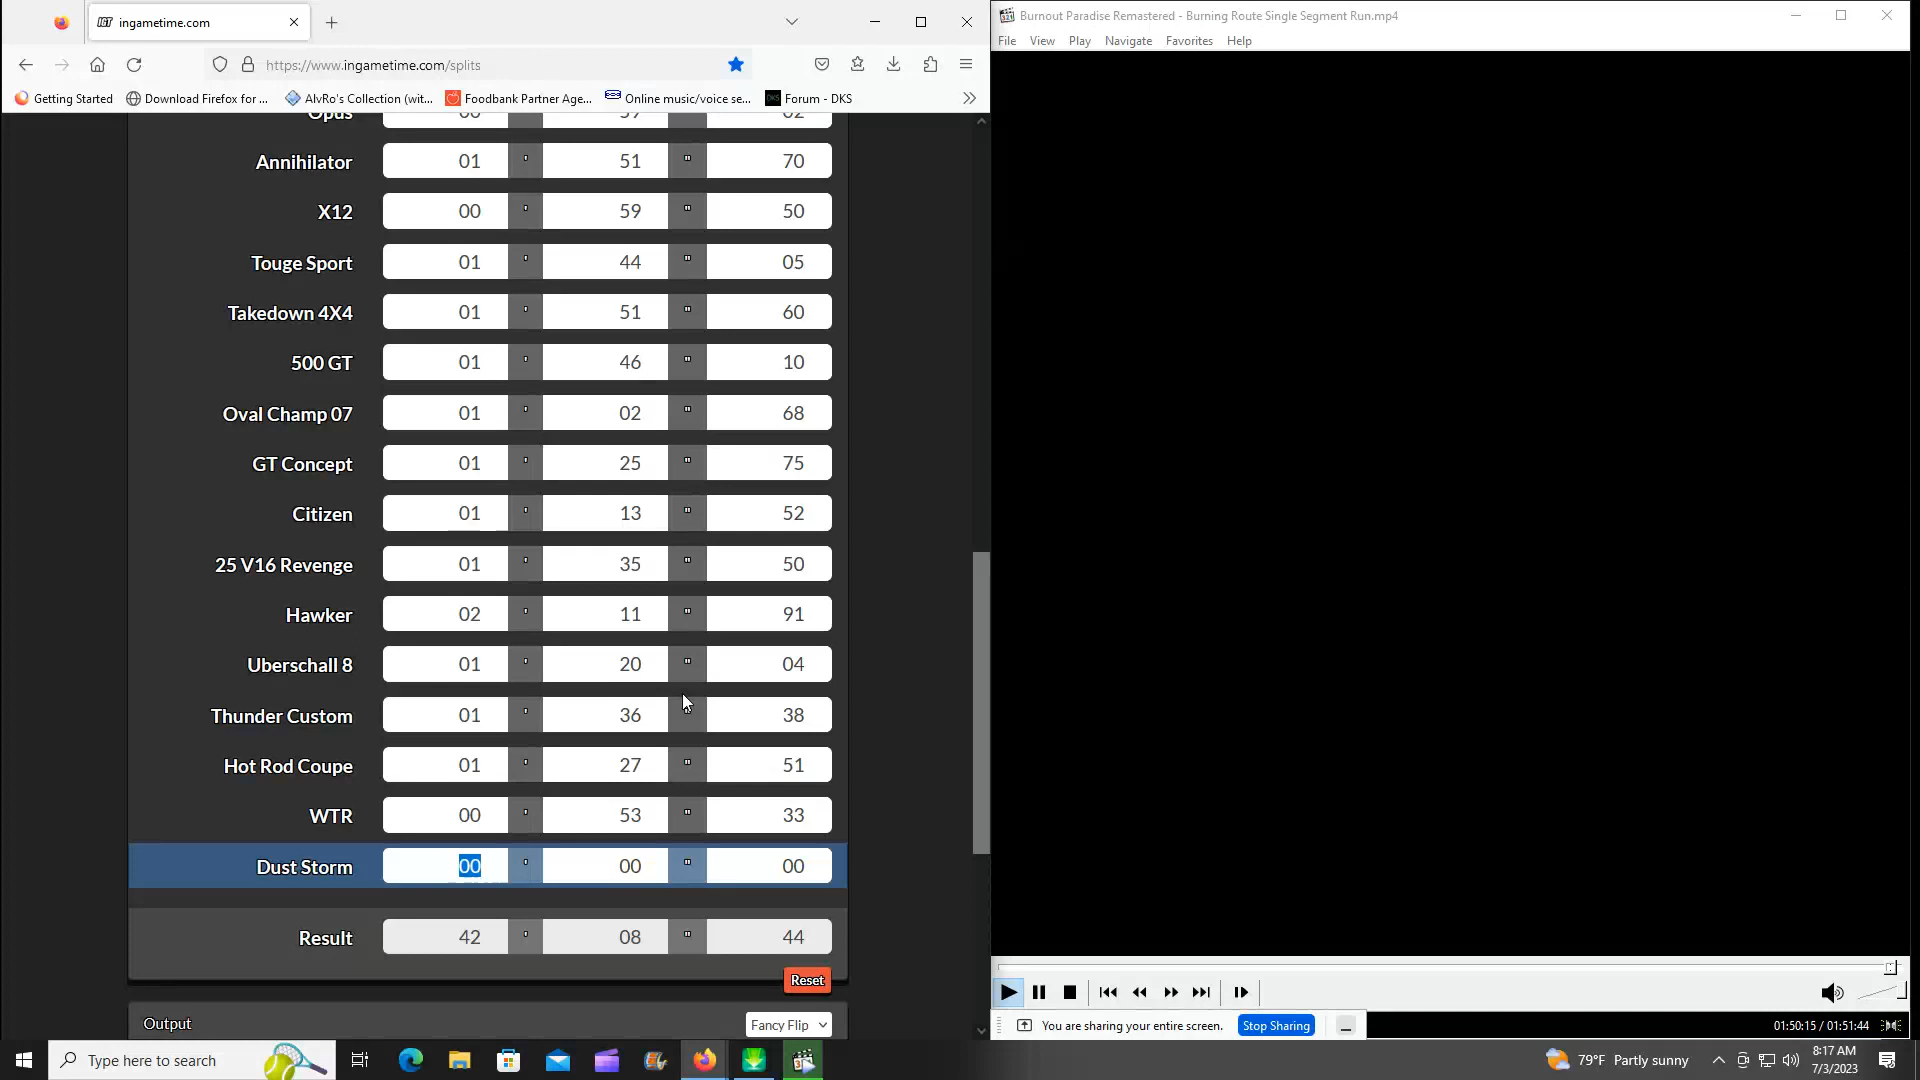 ingametime.com
https://www.ingametime.com/splits
Getting Started
Download Firefox for ...
AlvRo's Collection (wit...
Foodbank Partner Age...
Online music/voice se...
Forum - DKS
Opus 00 59 02
Annihilator 01 ' 51 " 70
X12 00 ' 59 " 50
Touge Sport 01 ' 44 " 05
Takedown 4X4 01 ' 51 " 60
500 GT 01 ' 46 " 10
Oval Champ 07 01 ' 02 " 68
GT Concept 01 ' 25 " 75
Citizen 01 ' 13 " 52
25 V16 Revenge 01 ' 35 " 50
Hawker 02 ' 11 " 91
Uberschall 8 01 ' 20 " 04
Thunder Custom 01 ' 36 " 38
Hot Rod Coupe 01 ' 27 " 51
WTR 00 ' 53 " 33
Dust Storm 00 ' 00 " 00
Result 42 ' 08 " 44
Reset
Output
Fancy Flip
Burnout Paradise Remastered - Burning Route Single Segment Run.mp4
File View Play Navigate Favorites Help
You are sharing your entire screen.
Stop Sharing
01:50:15 / 01:51:44
Type here to search
79°F Partly sunny
8:17 AM
7/3/2023